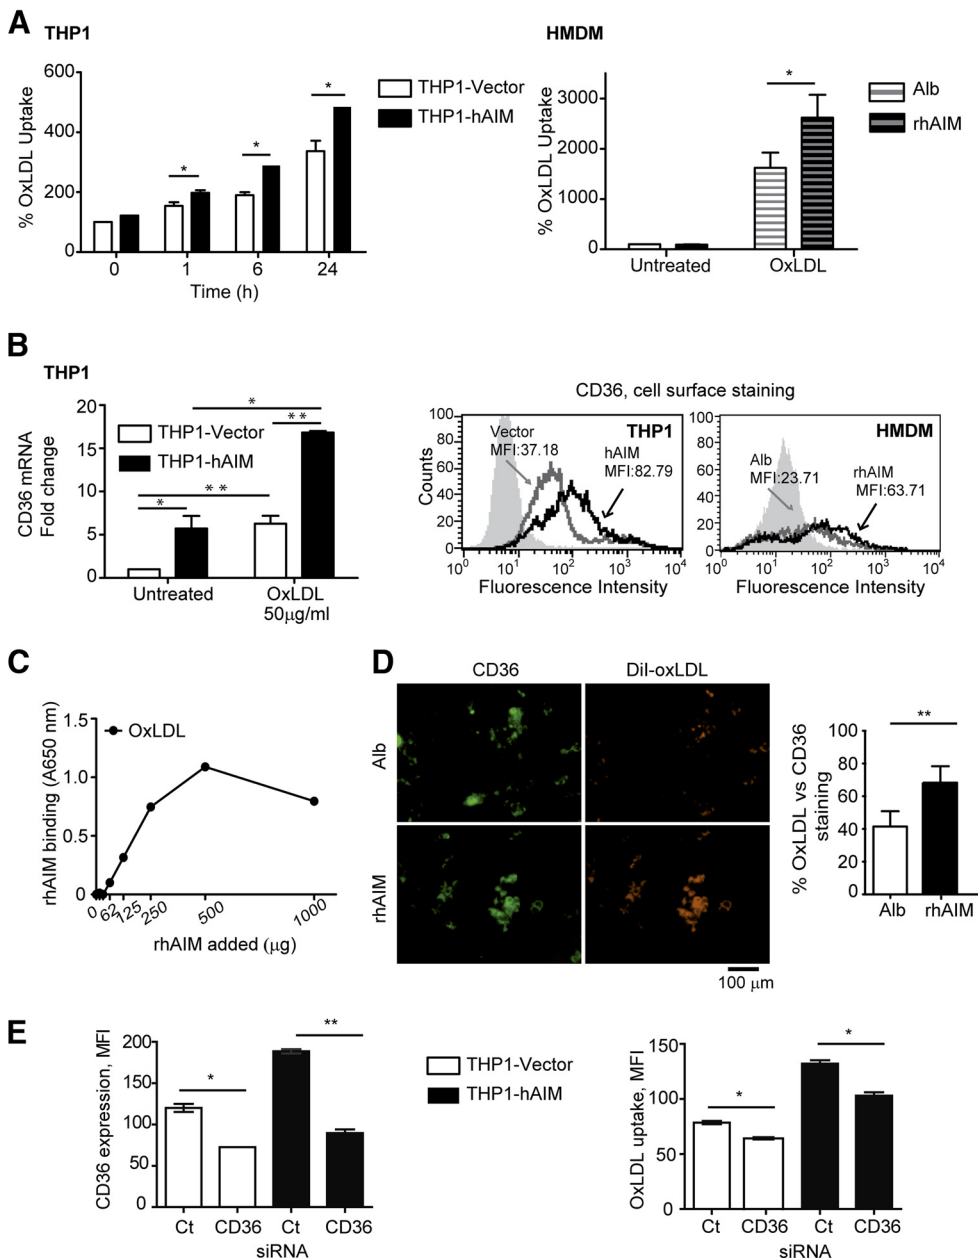 A
THP1
HMDM
% OxLDL Uptake
600
400
200
0
*
*
*
0 1 6 24
Time (h)
THP1-Vector
THP1-hAIM
% OxLDL Uptake
3000
2000
1000
0
*
Untreated OxLDL
Alb
rhAIM
B
THP1
CD36 mRNA
Fold change
20
15
10
5
0
THP1-Vector
THP1-hAIM
*
**
**
*
Untreated OxLDL
50μg/ml
CD36, cell surface staining
Counts
100
80
60
40
20
0
Vector
MFI:37.18
THP1
hAIM
MFI:82.79
10⁰ 10¹ 10² 10³ 10⁴
Fluorescence Intensity
100
80
60
40
20
0
HMDM
Alb
MFI:23.71
rhAIM
MFI:63.71
10⁰ 10¹ 10² 10³ 10⁴
Fluorescence Intensity
C
rhAIM binding (A650 nm)
1.5
1.0
0.5
0
OxLDL
0 62 125 250 500 1000
rhAIM added (μg)
D
CD36 DiI-oxLDL
Alb
rhAIM
100 μm
% OxLDL vs CD36
staining
100
80
60
40
20
0
**
Alb rhAIM
E
CD36 expression, MFI
200
150
100
50
0
*
**
Ct CD36 Ct CD36
siRNA
THP1-Vector
THP1-hAIM
OxLDL uptake, MFI
150
100
50
0
*
*
Ct CD36 Ct CD36
siRNA